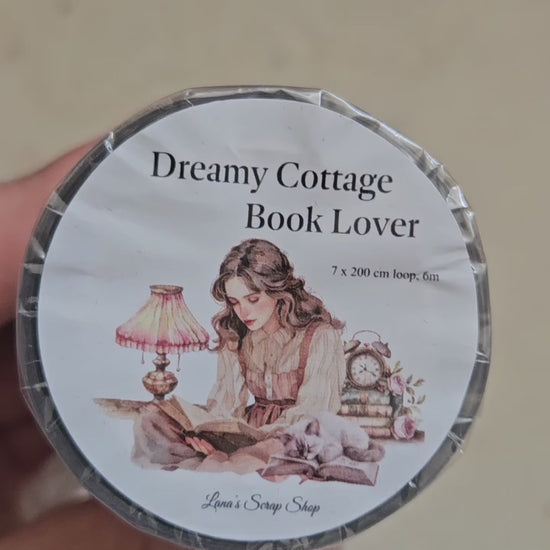 Dreamy Cottage
Book Lover
7 x 200 cm loop, 6m
Lana's Scrap Shop